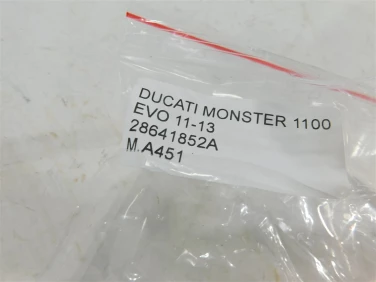 DUCATI MONSTER 1100
EVO 11-13
28641852A
M.A451